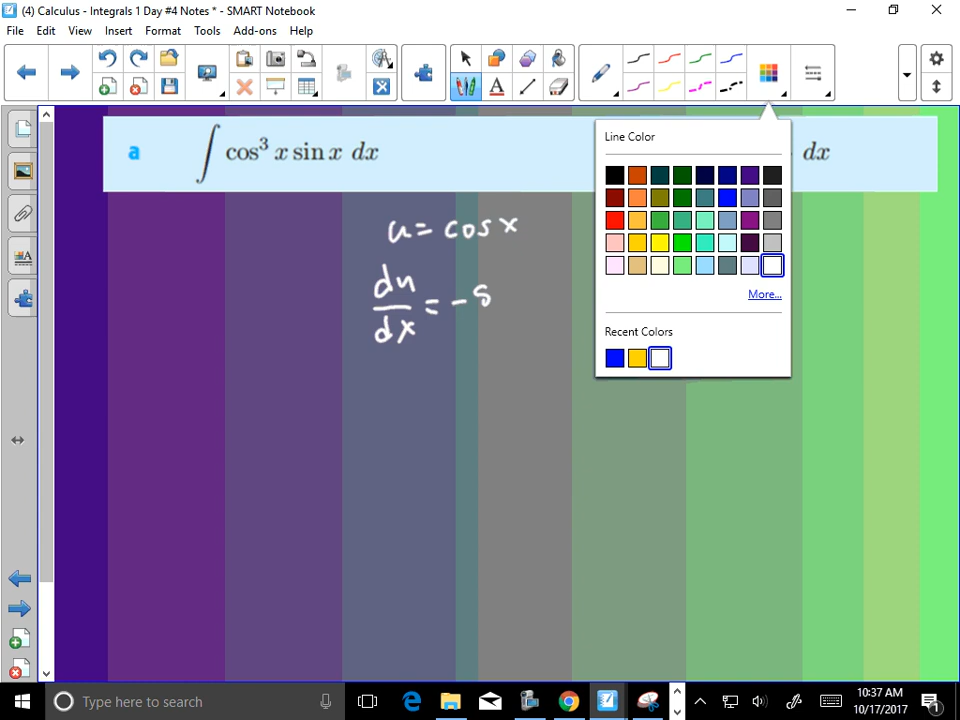 (4) Calculus - Integrals 1 Day #4 Notes * - SMART Notebook
File Edit View Insert Format Tools Add-ons Help
Line Color
a ∫ cos³ x sin x dx
dx
u = cos x
du/dx = -s
More...
Recent Colors
Type here to search
10:37 AM
10/17/2017
1